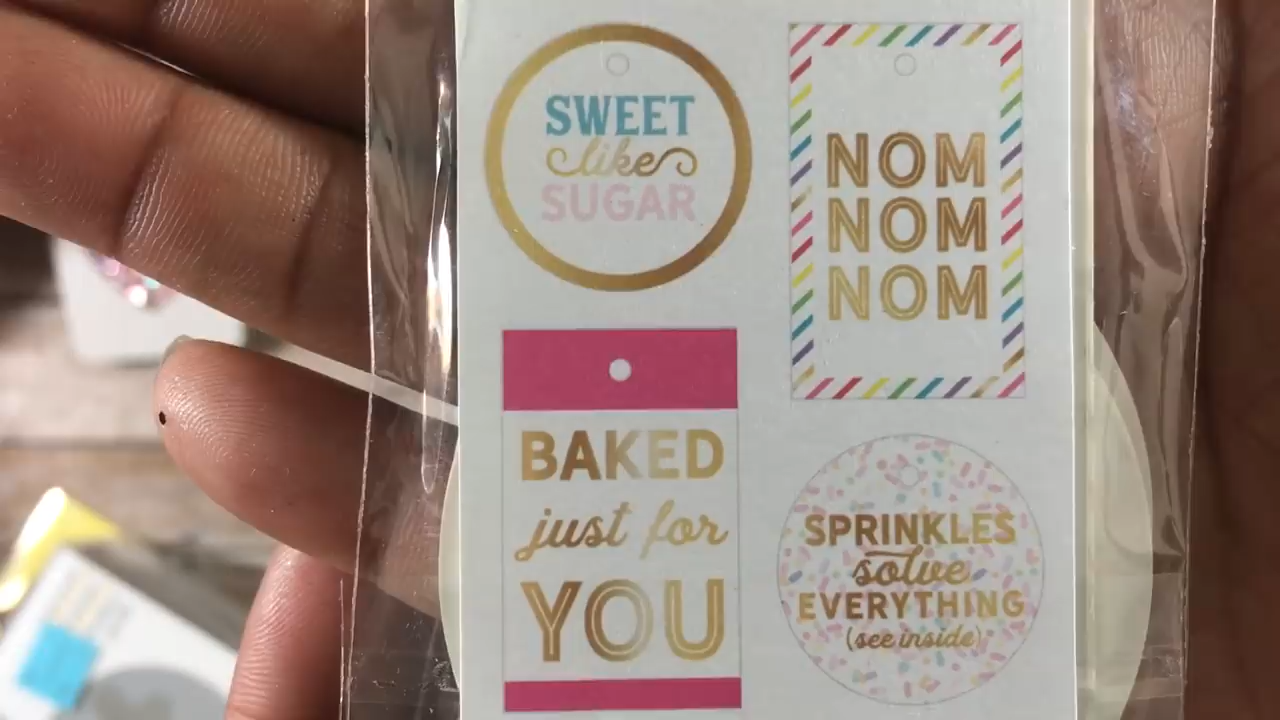 SWEET
like
SUGAR
NOM
NOM
NOM
BAKED
just for
YOU
SPRINKLES
solve
EVERYTHING
(see inside)